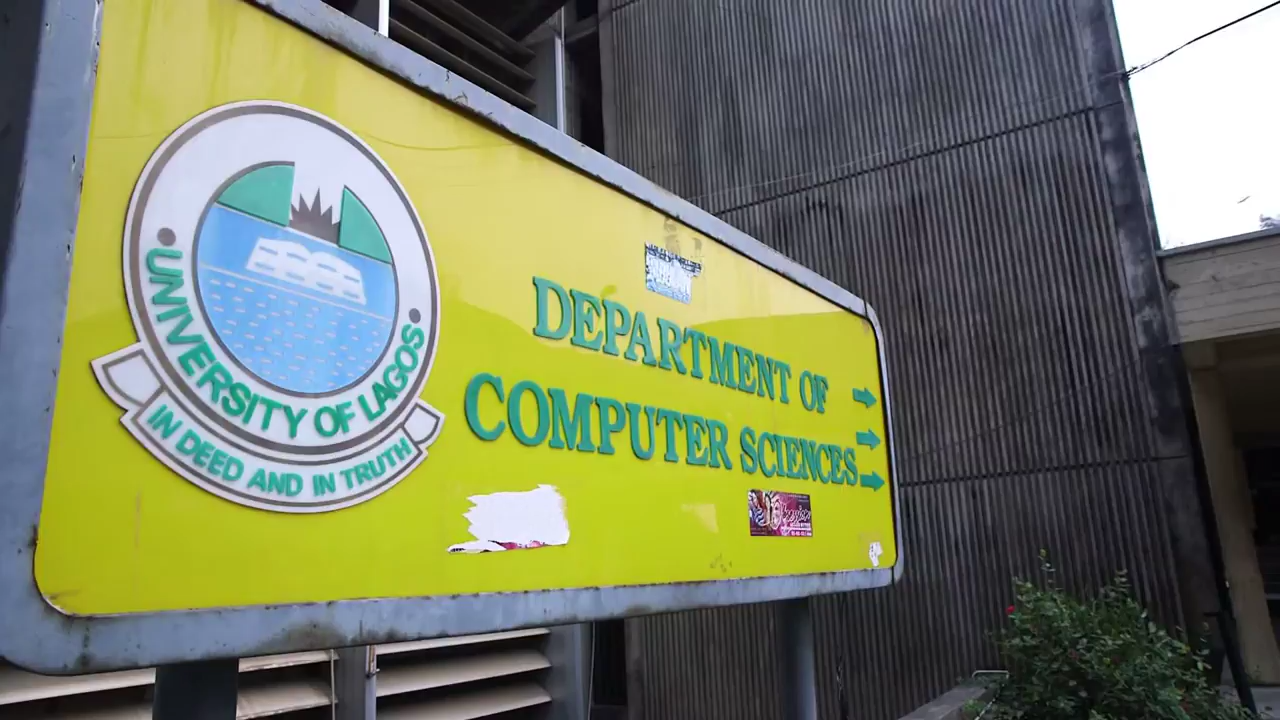 UNIVERSITY OF LAGOS
IN DEED AND IN TRUTH
DEPARTMENT OF
COMPUTER SCIENCES